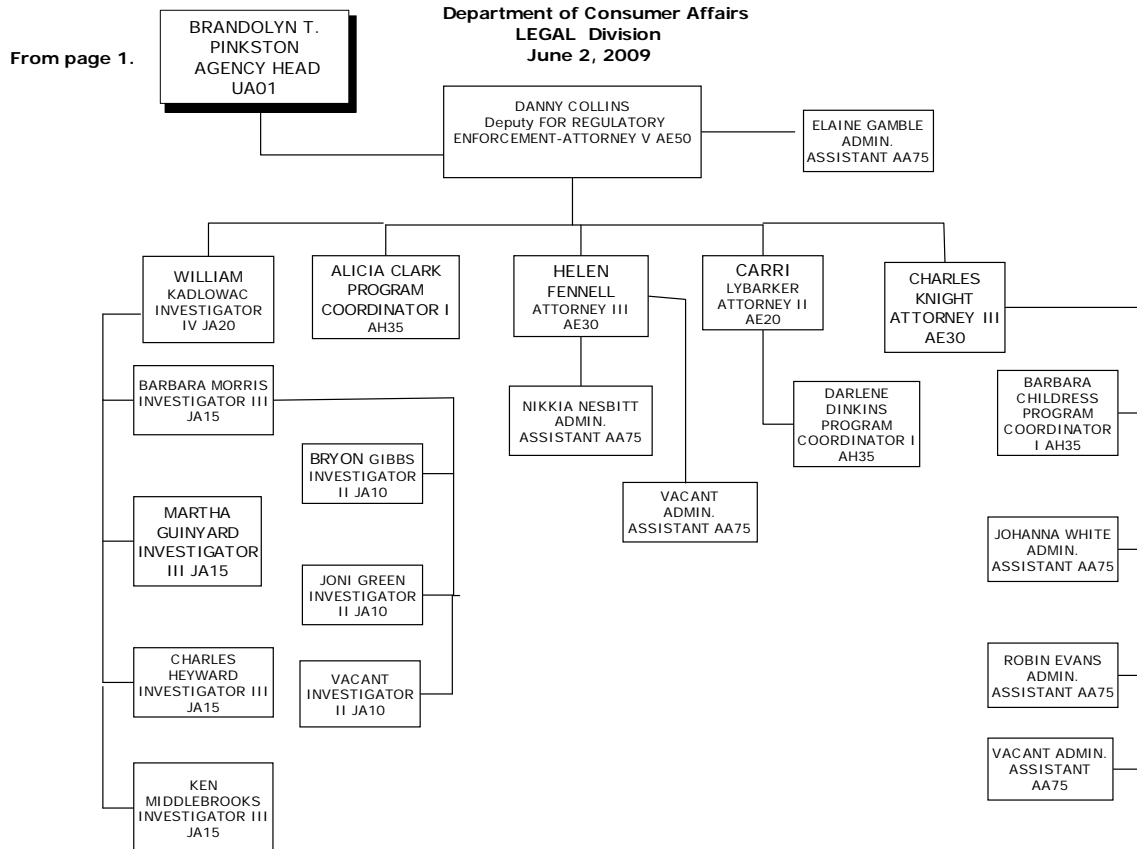 Department of Consumer Affairs
LEGAL Division
June 2, 2009
From page 1.
BRANDOLYN T.
PINKSTON
AGENCY HEAD
UA01
DANNY COLLINS
Deputy FOR REGULATORY
ENFORCEMENT-ATTORNEY V AE50
ELAINE GAMBLE
ADMIN.
ASSISTANT AA75
WILLIAM
KADLOWAC
INVESTIGATOR
IV JA20
ALICIA CLARK
PROGRAM
COORDINATOR I
AH35
HELEN
FENNELL
ATTORNEY III
AE30
CARRI
LYBARKER
ATTORNEY II
AE20
CHARLES
KNIGHT
ATTORNEY III
AE30
BARBARA MORRIS
INVESTIGATOR III
JA15
NIKKIA NESBITT
ADMIN.
ASSISTANT AA75
DARLENE
DINKINS
PROGRAM
COORDINATOR I
AH35
BARBARA
CHILDRESS
PROGRAM
COORDINATOR
I AH35
BRYON GIBBS
INVESTIGATOR
II JA10
VACANT
ADMIN.
ASSISTANT AA75
MARTHA
GUINYARD
INVESTIGATOR
III JA15
JOHANNA WHITE
ADMIN.
ASSISTANT AA75
JONI GREEN
INVESTIGATOR
II JA10
CHARLES
HEYWARD
INVESTIGATOR III
JA15
VACANT
INVESTIGATOR
II JA10
ROBIN EVANS
ADMIN.
ASSISTANT AA75
VACANT ADMIN.
ASSISTANT
AA75
KEN
MIDDLEBROOKS
INVESTIGATOR III
JA15